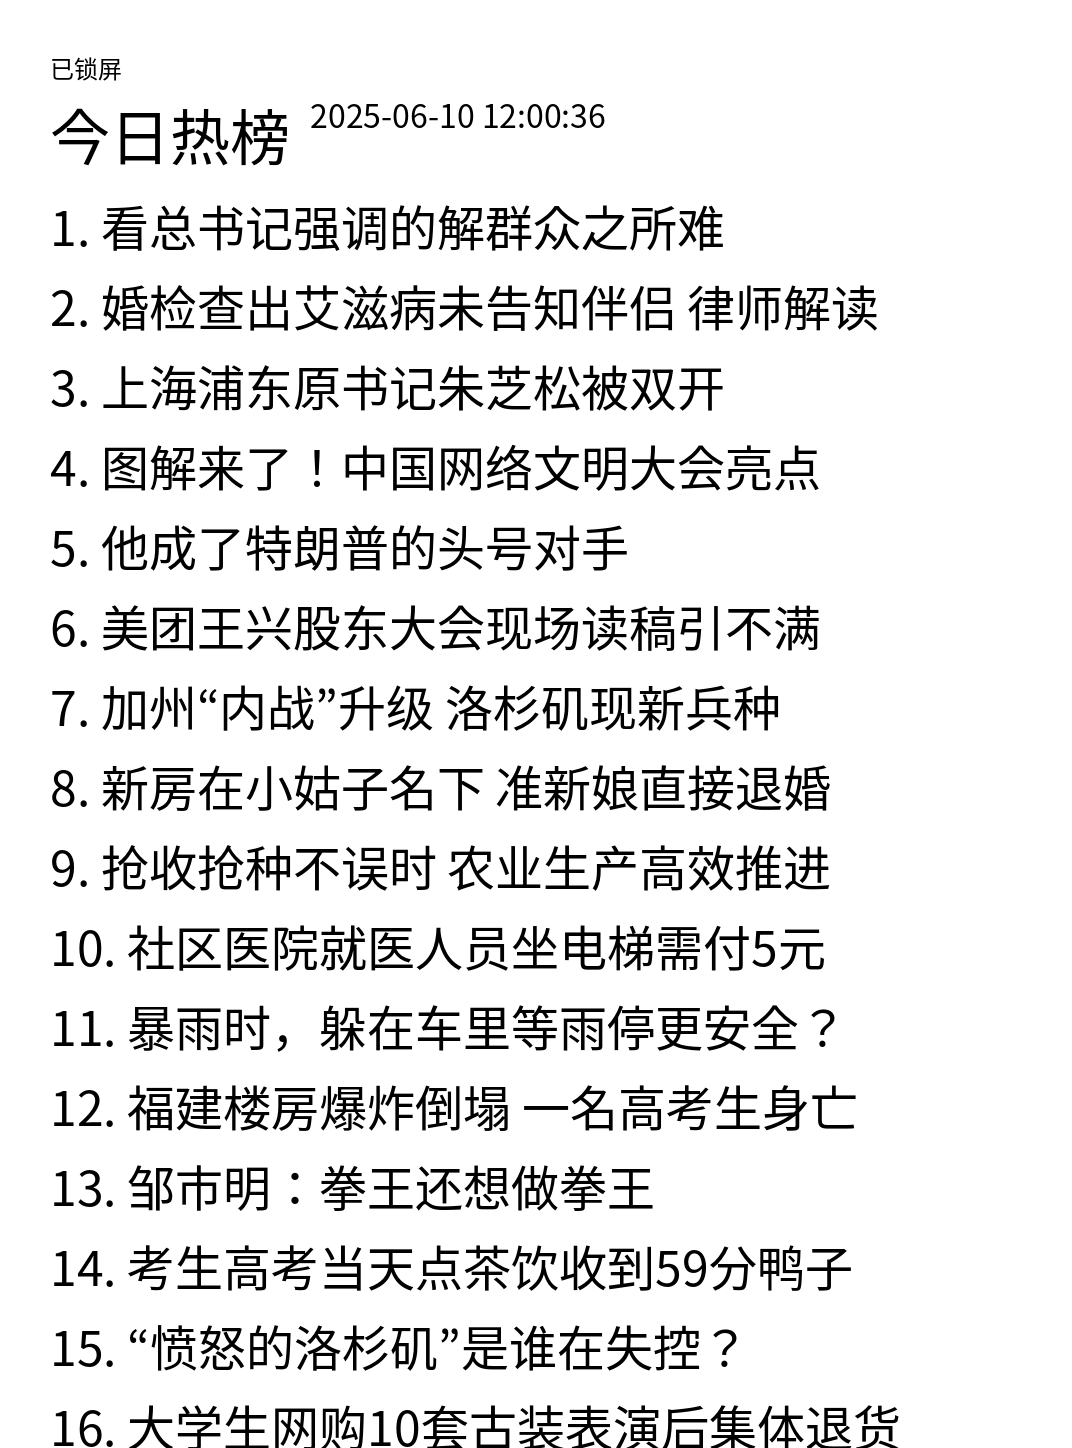 已锁屏
今日热榜 2025-06-10 12:00:36
1. 看总书记强调的解群众之所难
2. 婚检查出艾滋病未告知伴侣 律师解读
3. 上海浦东原书记朱芝松被双开
4. 图解来了！中国网络文明大会亮点
5. 他成了特朗普的头号对手
6. 美团王兴股东大会现场读稿引不满
7. 加州“内战”升级 洛杉矶现新兵种
8. 新房在小姑子名下 准新娘直接退婚
9. 抢收抢种不误时 农业生产高效推进
10. 社区医院就医人员坐电梯需付5元
11. 暴雨时，躲在车里等雨停更安全？
12. 福建楼房爆炸倒塌 一名高考生身亡
13. 邹市明：拳王还想做拳王
14. 考生高考当天点茶饮收到59分鸭子
15. “愤怒的洛杉矶”是谁在失控？
16. 大学生网购10套古装表演后集体退货